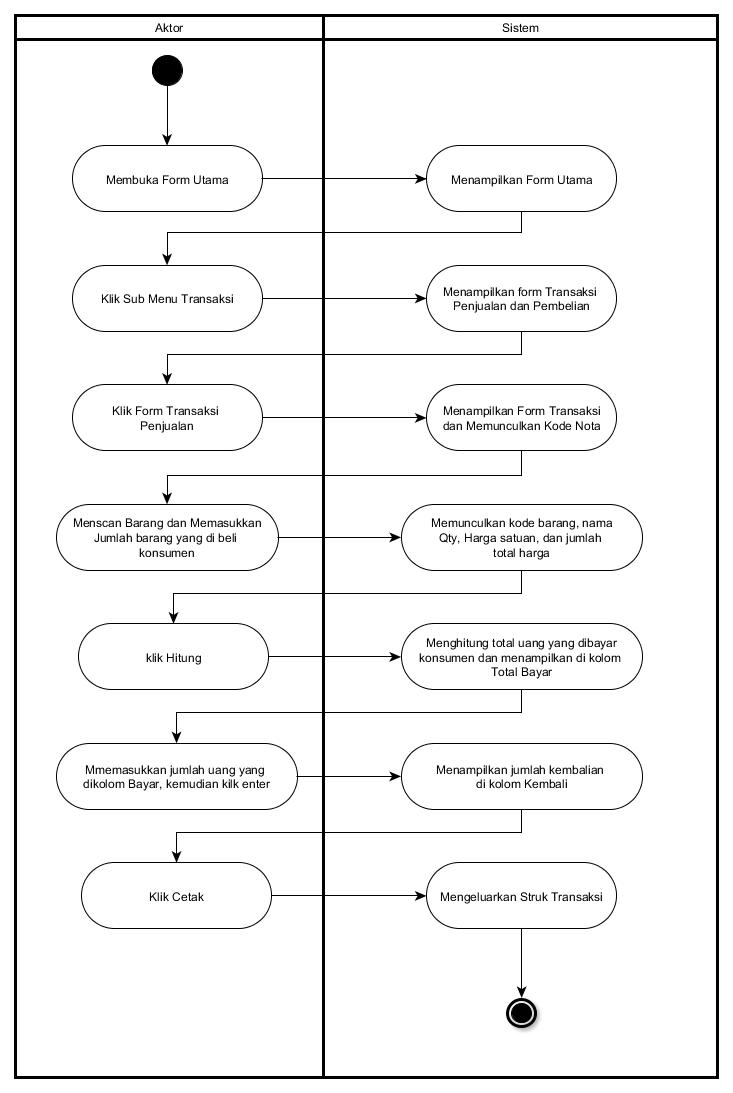 Aktor
Sistem
Membuka Form Utama
Menampilkan Form Utama
Klik Sub Menu Transaksi
Menampilkan form Transaksi
Penjualan dan Pembelian
Klik Form Transaksi
Penjualan
Menampilkan Form Transaksi
dan Memunculkan Kode Nota
Menscan Barang dan Memasukkan
Jumlah barang yang di beli
konsumen
Memunculkan kode barang, nama
Qty, Harga satuan, dan jumlah
total harga
klik Hitung
Menghitung total uang yang dibayar
konsumen dan menampilkan di kolom
Total Bayar
Mmemasukkan jumlah uang yang
dikolom Bayar, kemudian kilk enter
Menampilkan jumlah kembalian
di kolom Kembali
Klik Cetak
Mengeluarkan Struk Transaksi